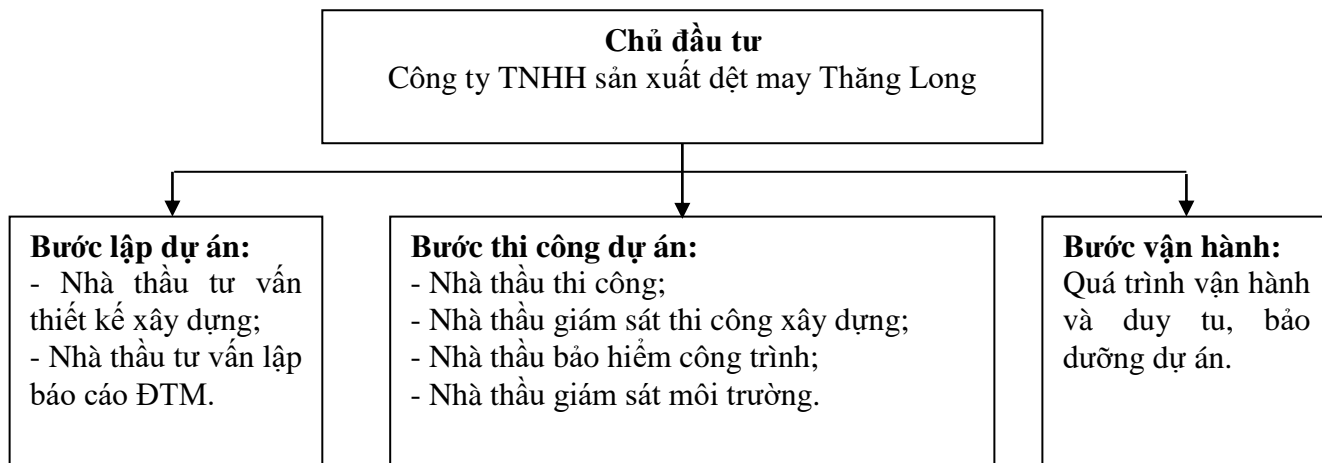 Chủ đầu tư
Công ty TNHH sản xuất dệt may Thăng Long
Bước lập dự án:
- Nhà thầu tư vấn
thiết kế xây dựng;
- Nhà thầu tư vấn lập
báo cáo ĐTM.
Bước thi công dự án:
- Nhà thầu thi công;
- Nhà thầu giám sát thi công xây dựng;
- Nhà thầu bảo hiểm công trình;
- Nhà thầu giám sát môi trường.
Bước vận hành:
Quá trình vận hành
và duy tu, bảo
dưỡng dự án.